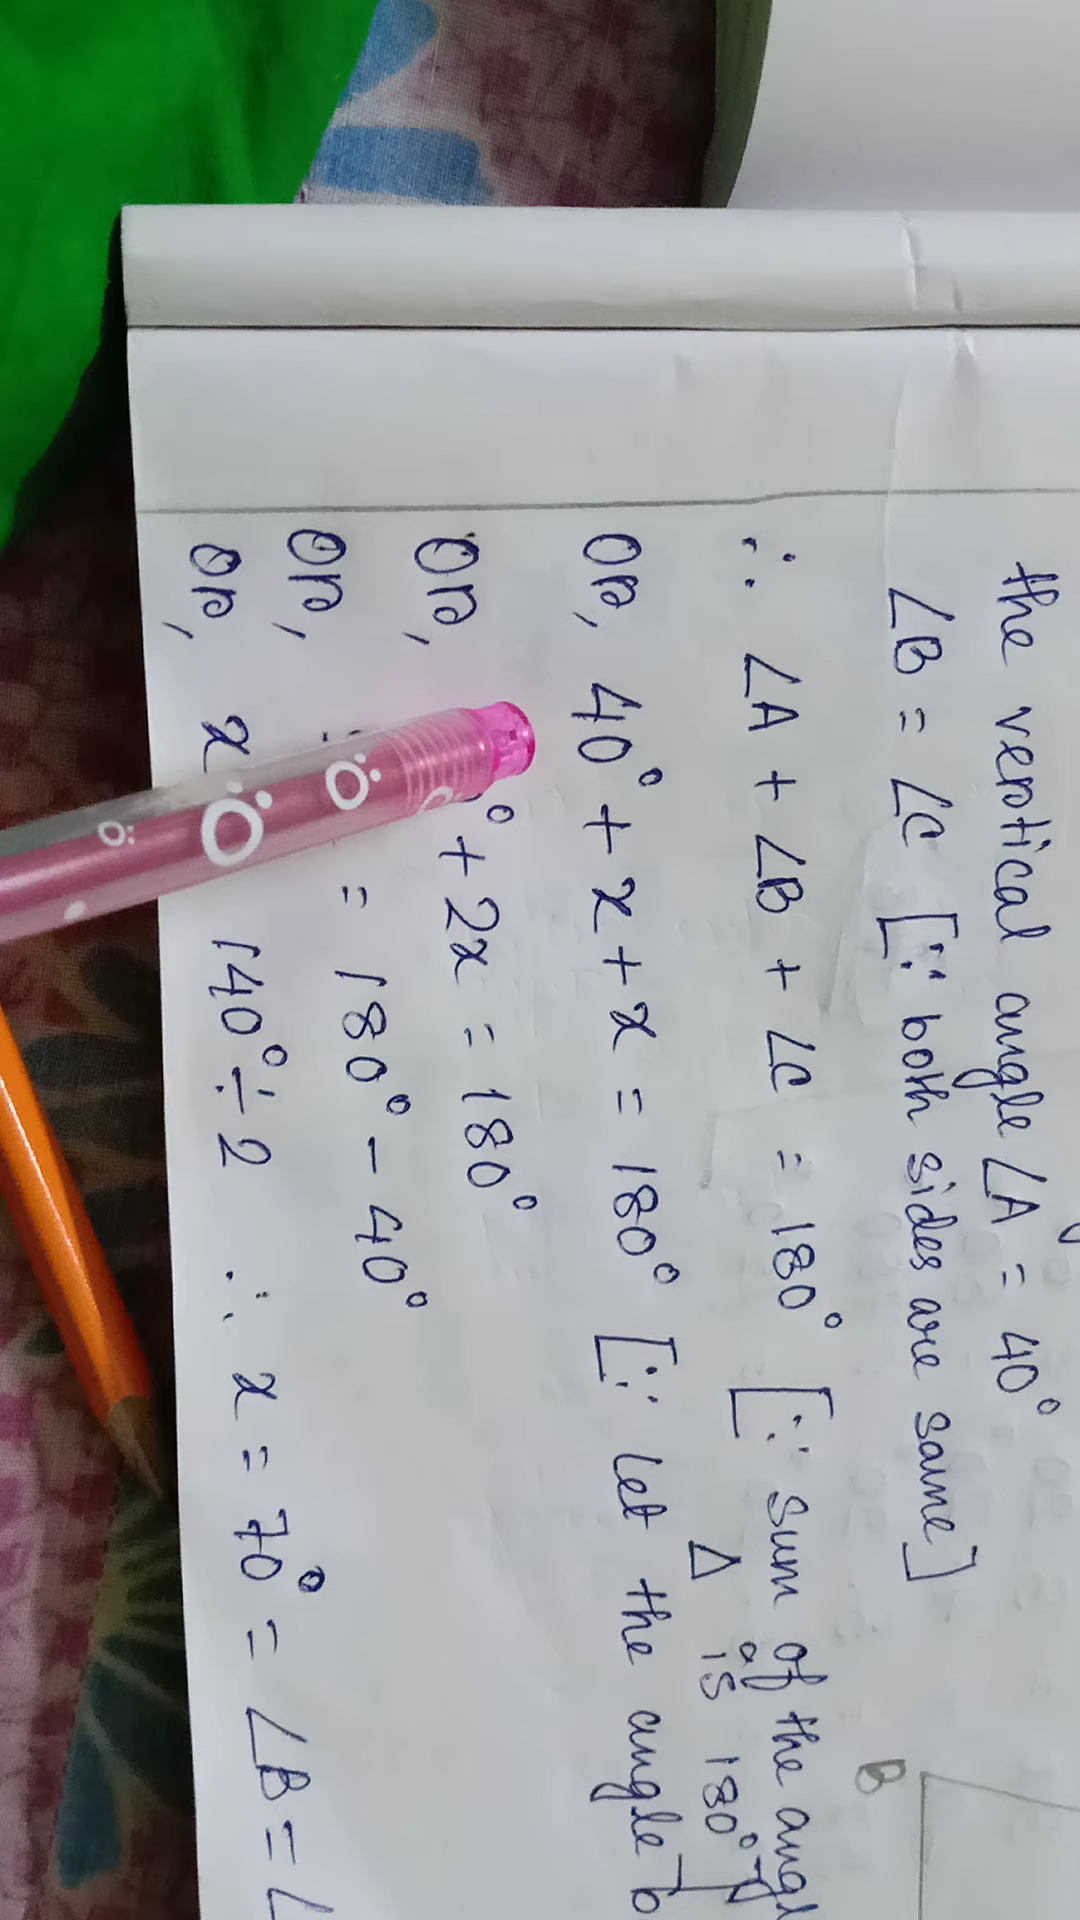 the vertical angle ∠A = 40°
∠B = ∠C [∵ both sides are same]
B
∴ ∠A + ∠B + ∠C = 180° [∵ sum of the
a Δ is 180°]
or, 40° + x + x = 180° [∵ Let the angle
or, ° + 2x = 180°
or, = 180° - 40°
or, x 140° ÷ 2 ∴ x = 70° = ∠B = ∠